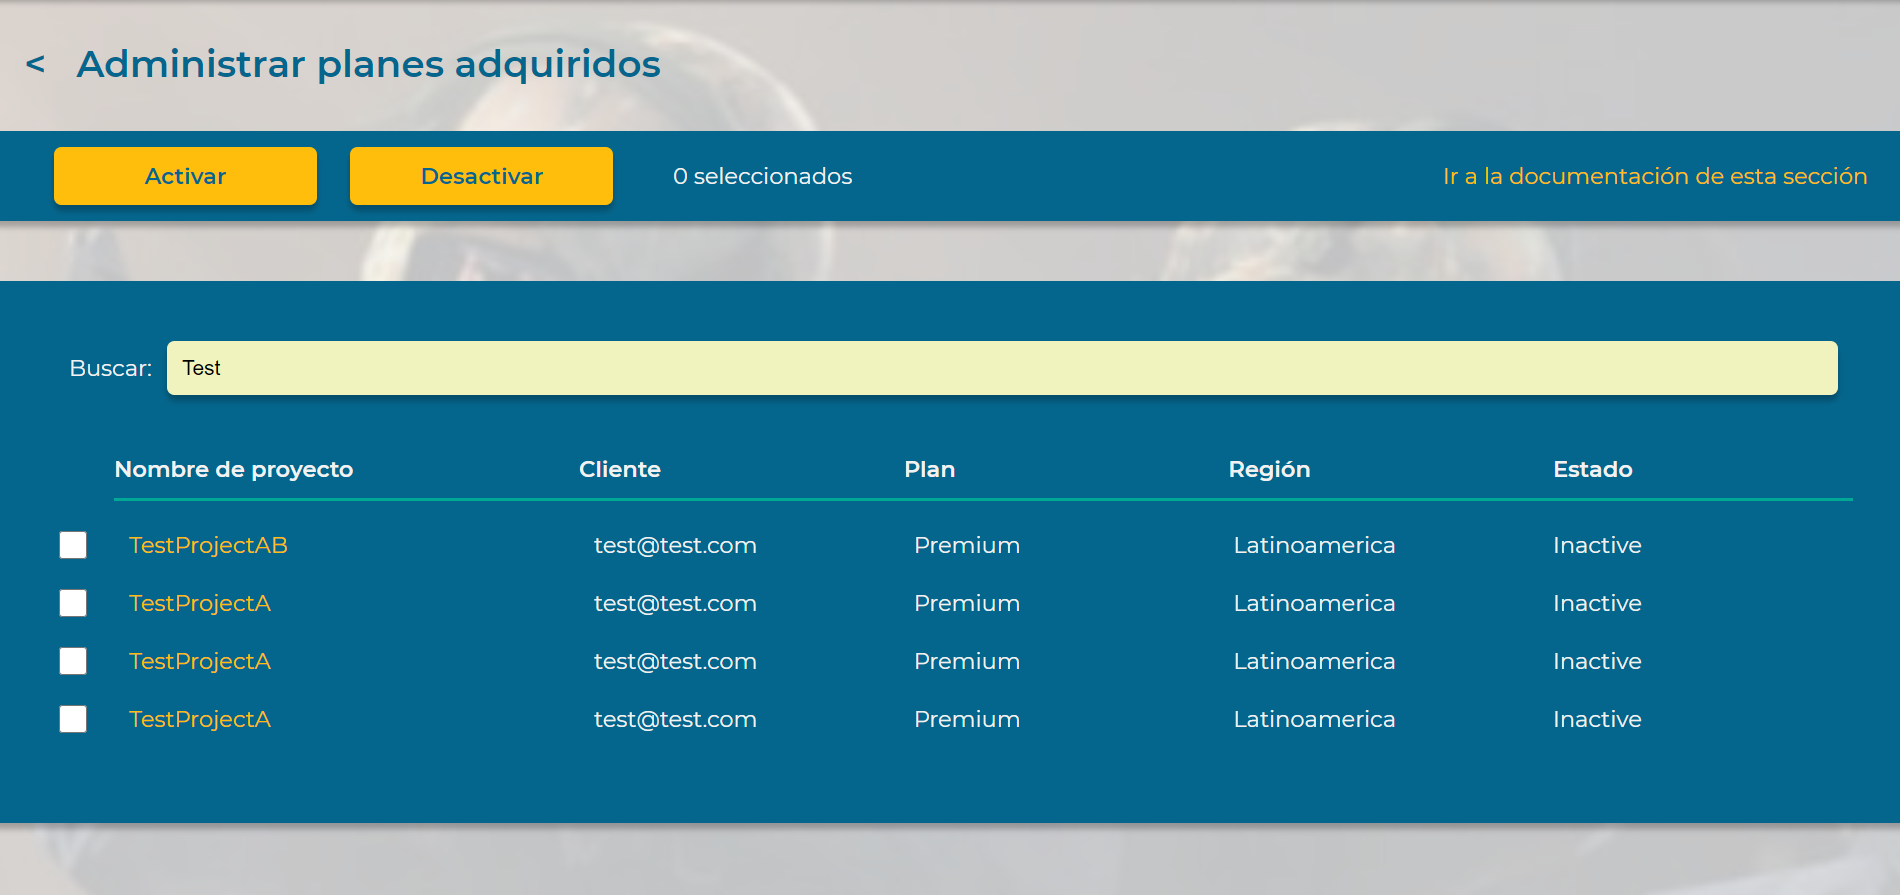 < Administrar planes adquiridos
Activar Desactivar 0 seleccionados Ir a la documentación de esta sección
Buscar: Test
Nombre de proyecto Cliente Plan Región Estado
TestProjectAB test@test.com Premium Latinoamerica Inactive
TestProjectA test@test.com Premium Latinoamerica Inactive
TestProjectA test@test.com Premium Latinoamerica Inactive
TestProjectA test@test.com Premium Latinoamerica Inactive